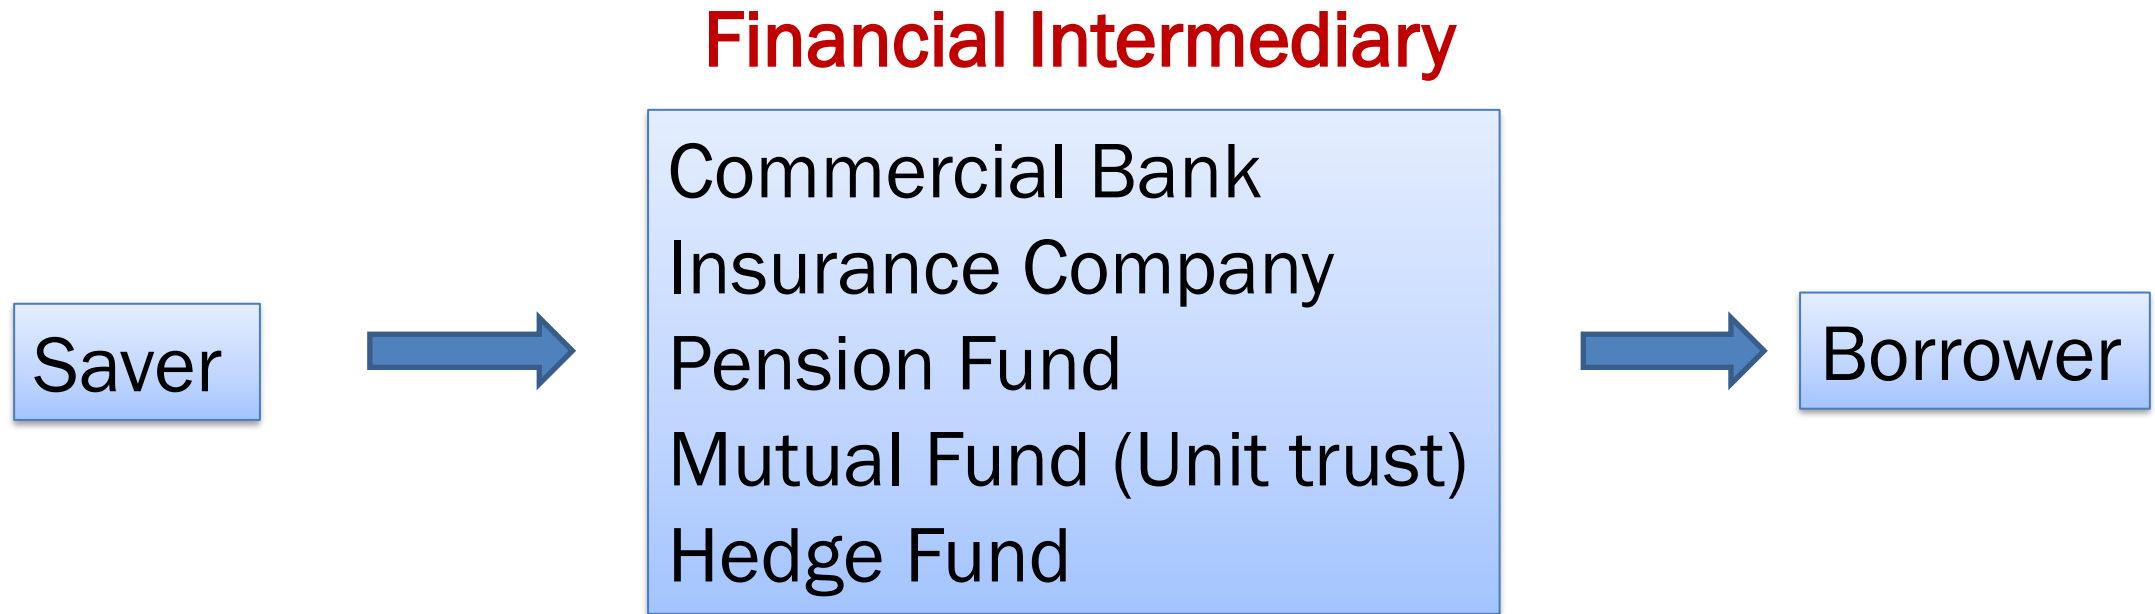 Financial Intermediary
Saver
Commercial Bank
Insurance Company
Pension Fund
Mutual Fund (Unit trust)
Hedge Fund
Borrower